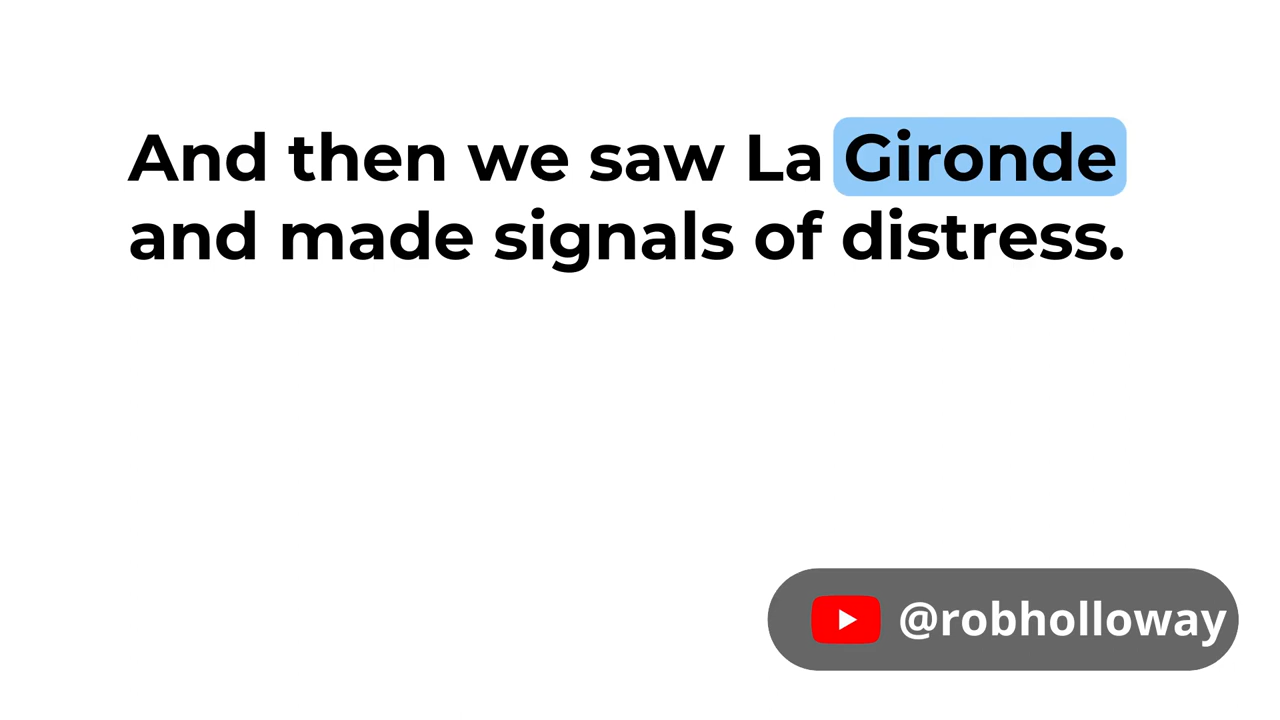 And then we saw La Gironde
and made signals of distress.
@robholloway